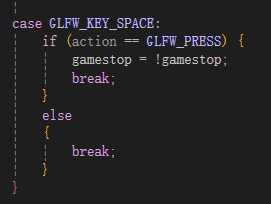 case GLFW_KEY_SPACE:
    if (action == GLFW_PRESS) {
        gamestop = !gamestop;
        break;
    }
    else
    {
        break;
    }
}